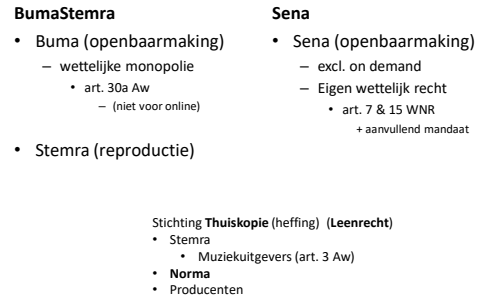 BumaStemra
• Buma (openbaarmaking)
– wettelijke monopolie
• art. 30a Aw
– (niet voor online)
• Stemra (reproductie)
Sena
• Sena (openbaarmaking)
– excl. on demand
– Eigen wettelijk recht
• art. 7 & 15 WNR
+ aanvullend mandaat
Stichting Thuiskopie (heffing) (Leenrecht)
• Stemra
• Muziekuitgevers (art. 3 Aw)
• Norma
• Producenten